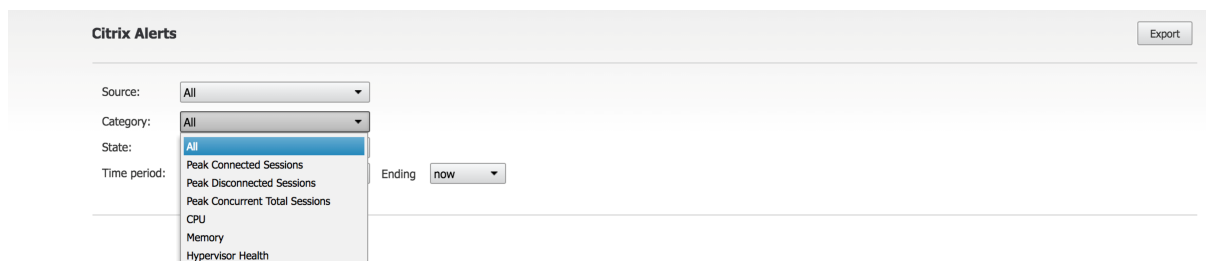 Citrix Alerts
Export
Source: All
Category: All
State:
All
Peak Connected Sessions
Time period: Ending now
Peak Disconnected Sessions
Peak Concurrent Total Sessions
CPU
Memory
Hypervisor Health